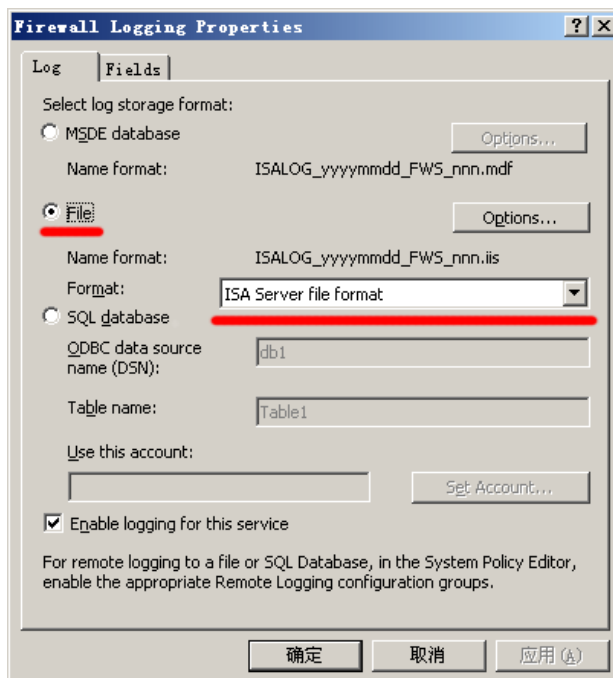 Firewall Logging Properties
Log
Fields
Select log storage format:
MSDE database
Options...
Name format:
ISALOG_yyyymmdd_FWS_nnn.mdf
File
Options...
Name format:
ISALOG_yyyymmdd_FWS_nnn.iis
Format:
ISA Server file format
SQL database
ODBC data source
name (DSN):
db1
Table name:
Table1
Use this account:
Set Account...
Enable logging for this service
For remote logging to a file or SQL Database, in the System Policy Editor,
enable the appropriate Remote Logging configuration groups.
确定
取消
应用(A)